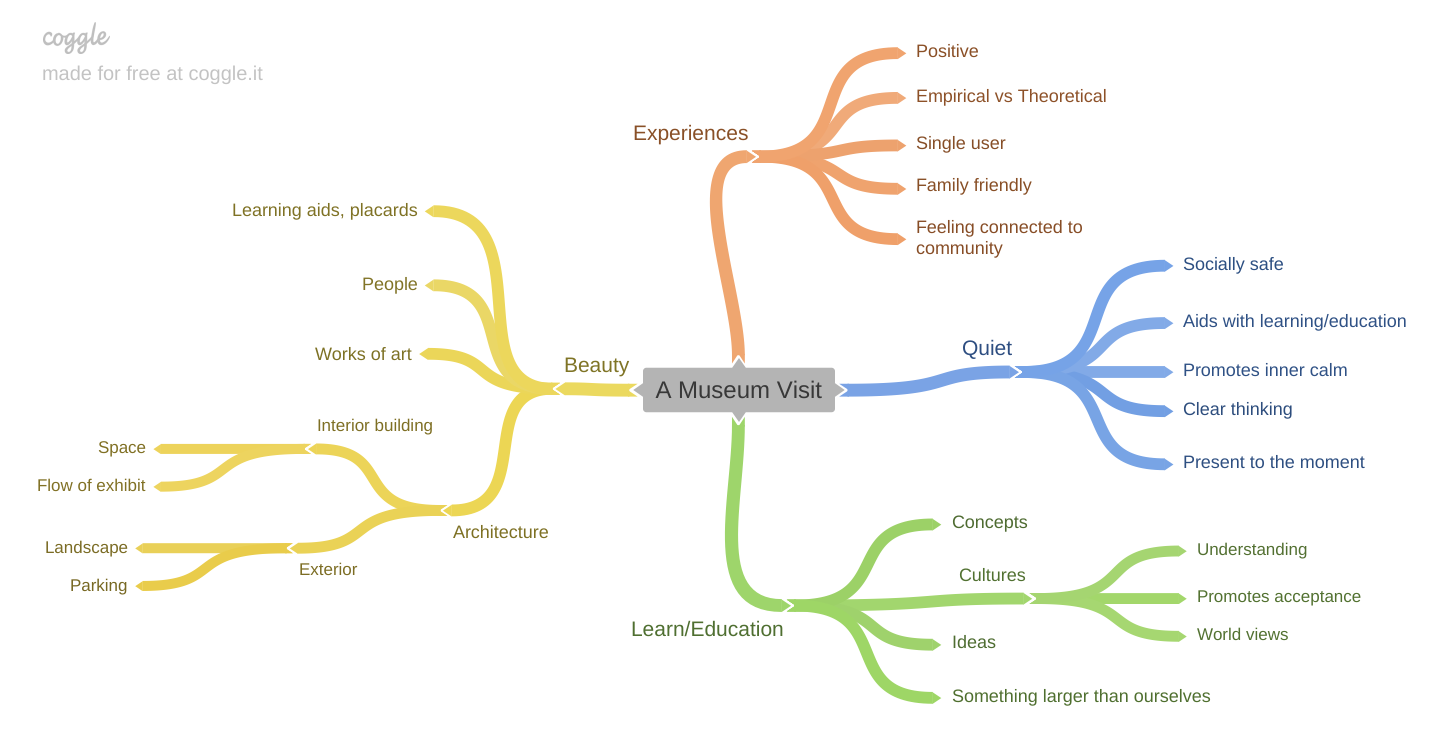 coggle
made for free at coggle.it
A Museum Visit
Experiences
Positive
Empirical vs Theoretical
Single user
Family friendly
Feeling connected to
community
Quiet
Socially safe
Aids with learning/education
Promotes inner calm
Clear thinking
Present to the moment
Learn/Education
Concepts
Cultures
Understanding
Promotes acceptance
World views
Ideas
Something larger than ourselves
Beauty
Learning aids, placards
People
Works of art
Architecture
Interior building
Space
Flow of exhibit
Exterior
Landscape
Parking